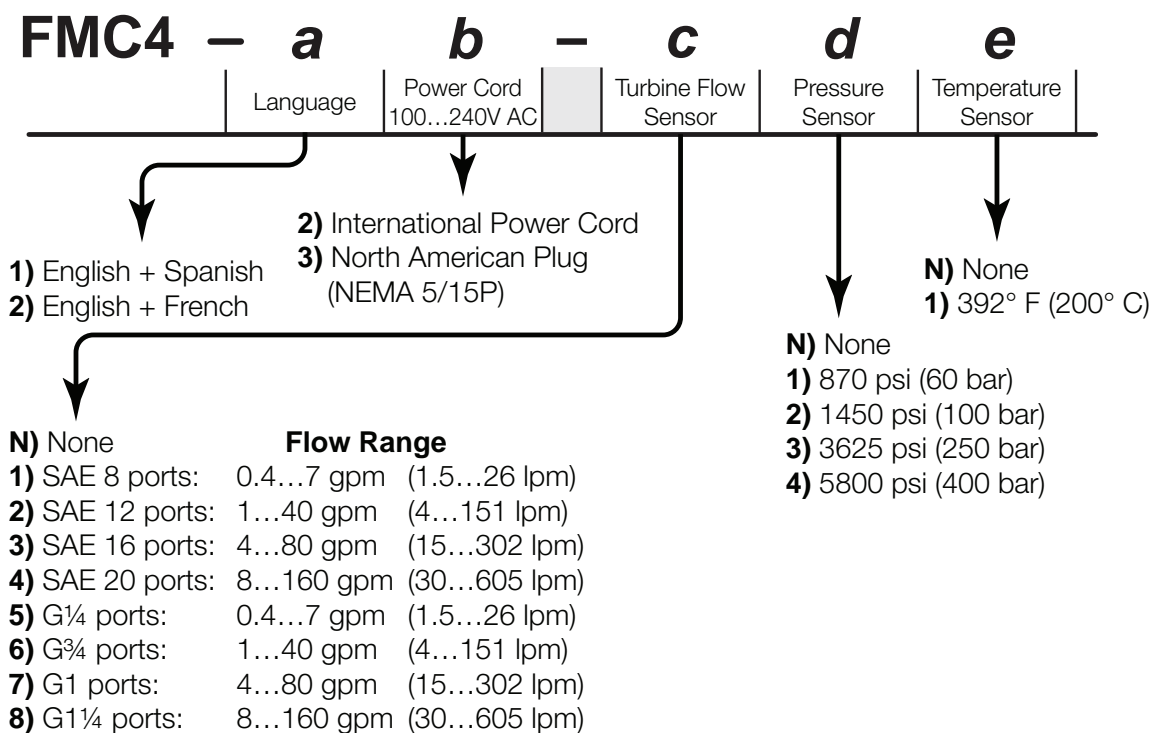 FMC4 – a b – c d e
Language
Power Cord
100…240V AC
Turbine Flow
Sensor
Pressure
Sensor
Temperature
Sensor
1) English + Spanish
2) English + French
2) International Power Cord
3) North American Plug
(NEMA 5/15P)
N) None
1) 392° F (200° C)
N) None
1) 870 psi (60 bar)
2) 1450 psi (100 bar)
3) 3625 psi (250 bar)
4) 5800 psi (400 bar)
N) None Flow Range
1) SAE 8 ports: 0.4…7 gpm (1.5…26 lpm)
2) SAE 12 ports: 1…40 gpm (4…151 lpm)
3) SAE 16 ports: 4…80 gpm (15…302 lpm)
4) SAE 20 ports: 8…160 gpm (30…605 lpm)
5) G¼ ports: 0.4…7 gpm (1.5…26 lpm)
6) G¾ ports: 1…40 gpm (4…151 lpm)
7) G1 ports: 4…80 gpm (15…302 lpm)
8) G1¼ ports: 8…160 gpm (30…605 lpm)